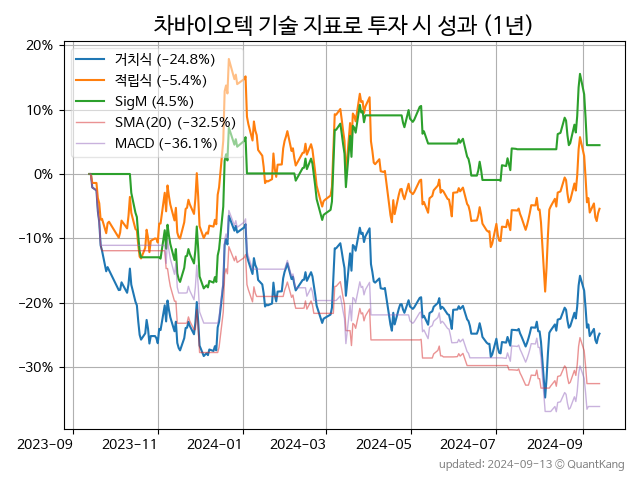 차바이오텍 기술 지표로 투자 시 성과 (1년)
20%
10%
0%
−10%
−20%
−30%
거치식 (−24.8%)
적립식 (−5.4%)
SigM (4.5%)
SMA(20) (−32.5%)
MACD (−36.1%)
2023-09
2023-11
2024-01
2024-03
2024-05
2024-07
2024-09
updated: 2024-09-13 ⓒ QuantKang